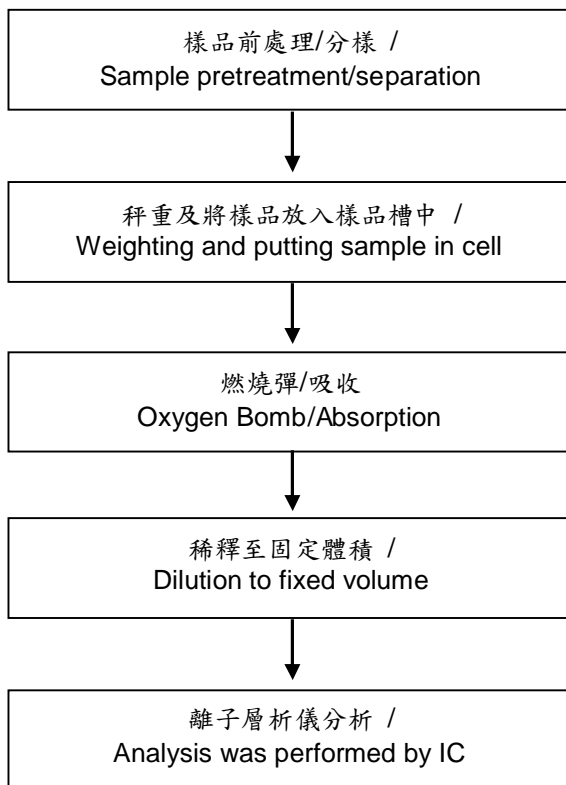 樣品前處理/分樣 /
Sample pretreatment/separation
秤重及將樣品放入樣品槽中 /
Weighting and putting sample in cell
燃燒彈/吸收
Oxygen Bomb/Absorption
稀釋至固定體積 /
Dilution to fixed volume
離子層析儀分析 /
Analysis was performed by IC